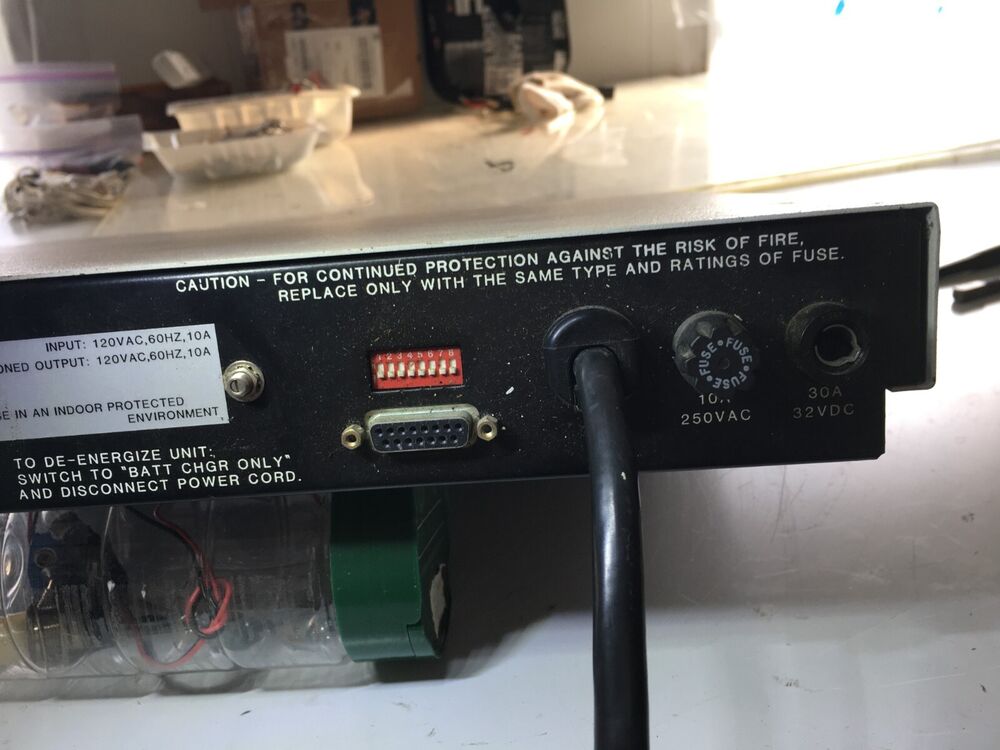 CAUTION - FOR CONTINUED PROTECTION AGAINST THE RISK OF FIRE,
REPLACE ONLY WITH THE SAME TYPE AND RATINGS OF FUSE.
INPUT: 120VAC,60HZ,10A
OUTPUT: 120VAC,60HZ,10A
IN AN INDOOR PROTECTED
ENVIRONMENT
TO DE-ENERGIZE UNIT:
SWITCH TO "BATT CHGR ONLY"
AND DISCONNECT POWER CORD.
1 2 3 4 5 6 7 8
FUSE • FUSE • FUSE •
10A
250VAC
30A
32VDC